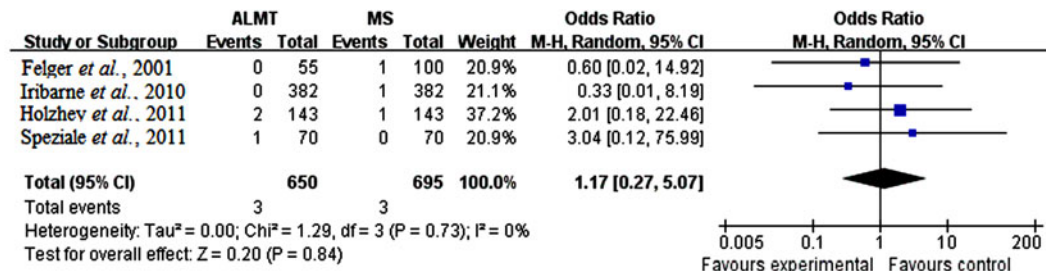 ALMT MS Odds Ratio Odds Ratio
Study or Subgroup Events Total Events Total Weight M-H, Random, 95% CI M-H, Random, 95% CI
Felger et al., 2001 0 55 1 100 20.9% 0.60 [0.02, 14.92]
Iribarne et al., 2010 0 382 1 382 21.1% 0.33 [0.01, 8.19]
Holzhey et al., 2011 2 143 1 143 37.2% 2.01 [0.18, 22.46]
Speziale et al., 2011 1 70 0 70 20.9% 3.04 [0.12, 75.99]
Total (95% CI) 650 695 100.0% 1.17 [0.27, 5.07]
Total events 3 3
Heterogeneity: Tau² = 0.00; Chi² = 1.29, df = 3 (P = 0.73); I² = 0%
Test for overall effect: Z = 0.20 (P = 0.84)
0.005 0.1 1 10 200
Favours experimental Favours control